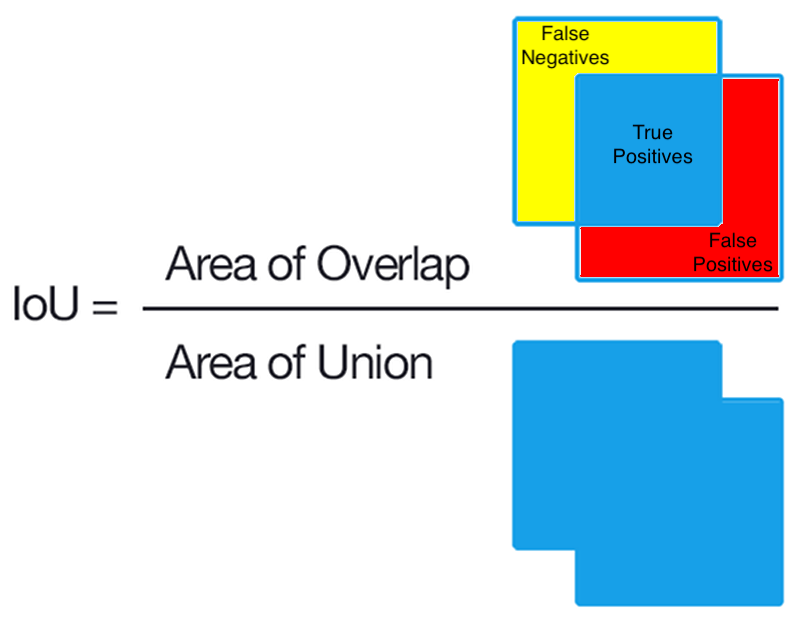 False
Negatives
True
Positives
False
Positives
Area of Overlap
IoU =
Area of Union